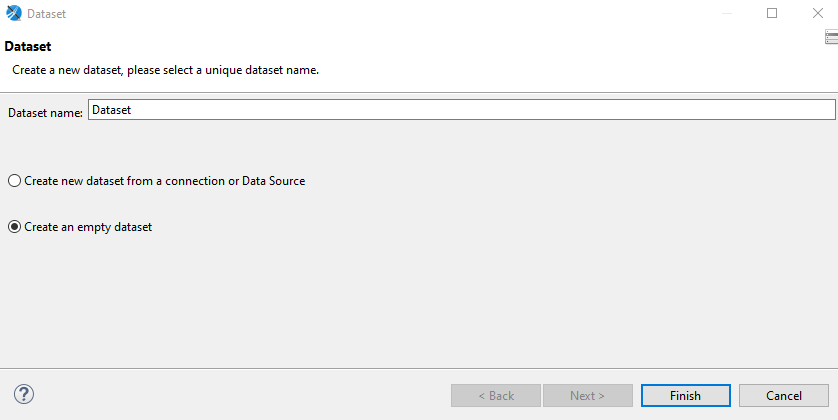 Dataset
Dataset
Create a new dataset, please select a unique dataset name.
Dataset name: Dataset
Create new dataset from a connection or Data Source
Create an empty dataset
? < Back Next > Finish Cancel